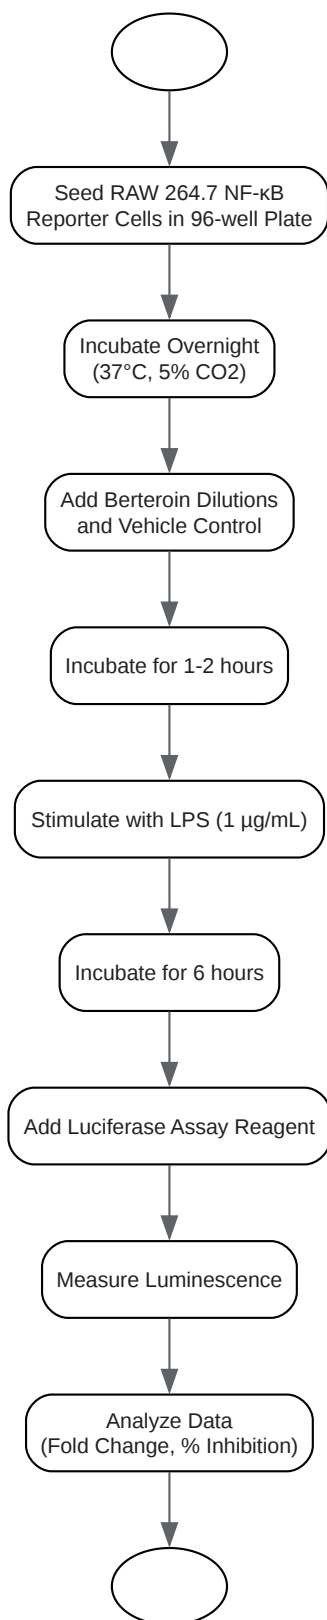 Seed RAW 264.7 NF-κB
Reporter Cells in 96-well Plate
Incubate Overnight
(37°C, 5% CO2)
Add Berteroin Dilutions
and Vehicle Control
Incubate for 1-2 hours
Stimulate with LPS (1 µg/mL)
Incubate for 6 hours
Add Luciferase Assay Reagent
Measure Luminescence
Analyze Data
(Fold Change, % Inhibition)